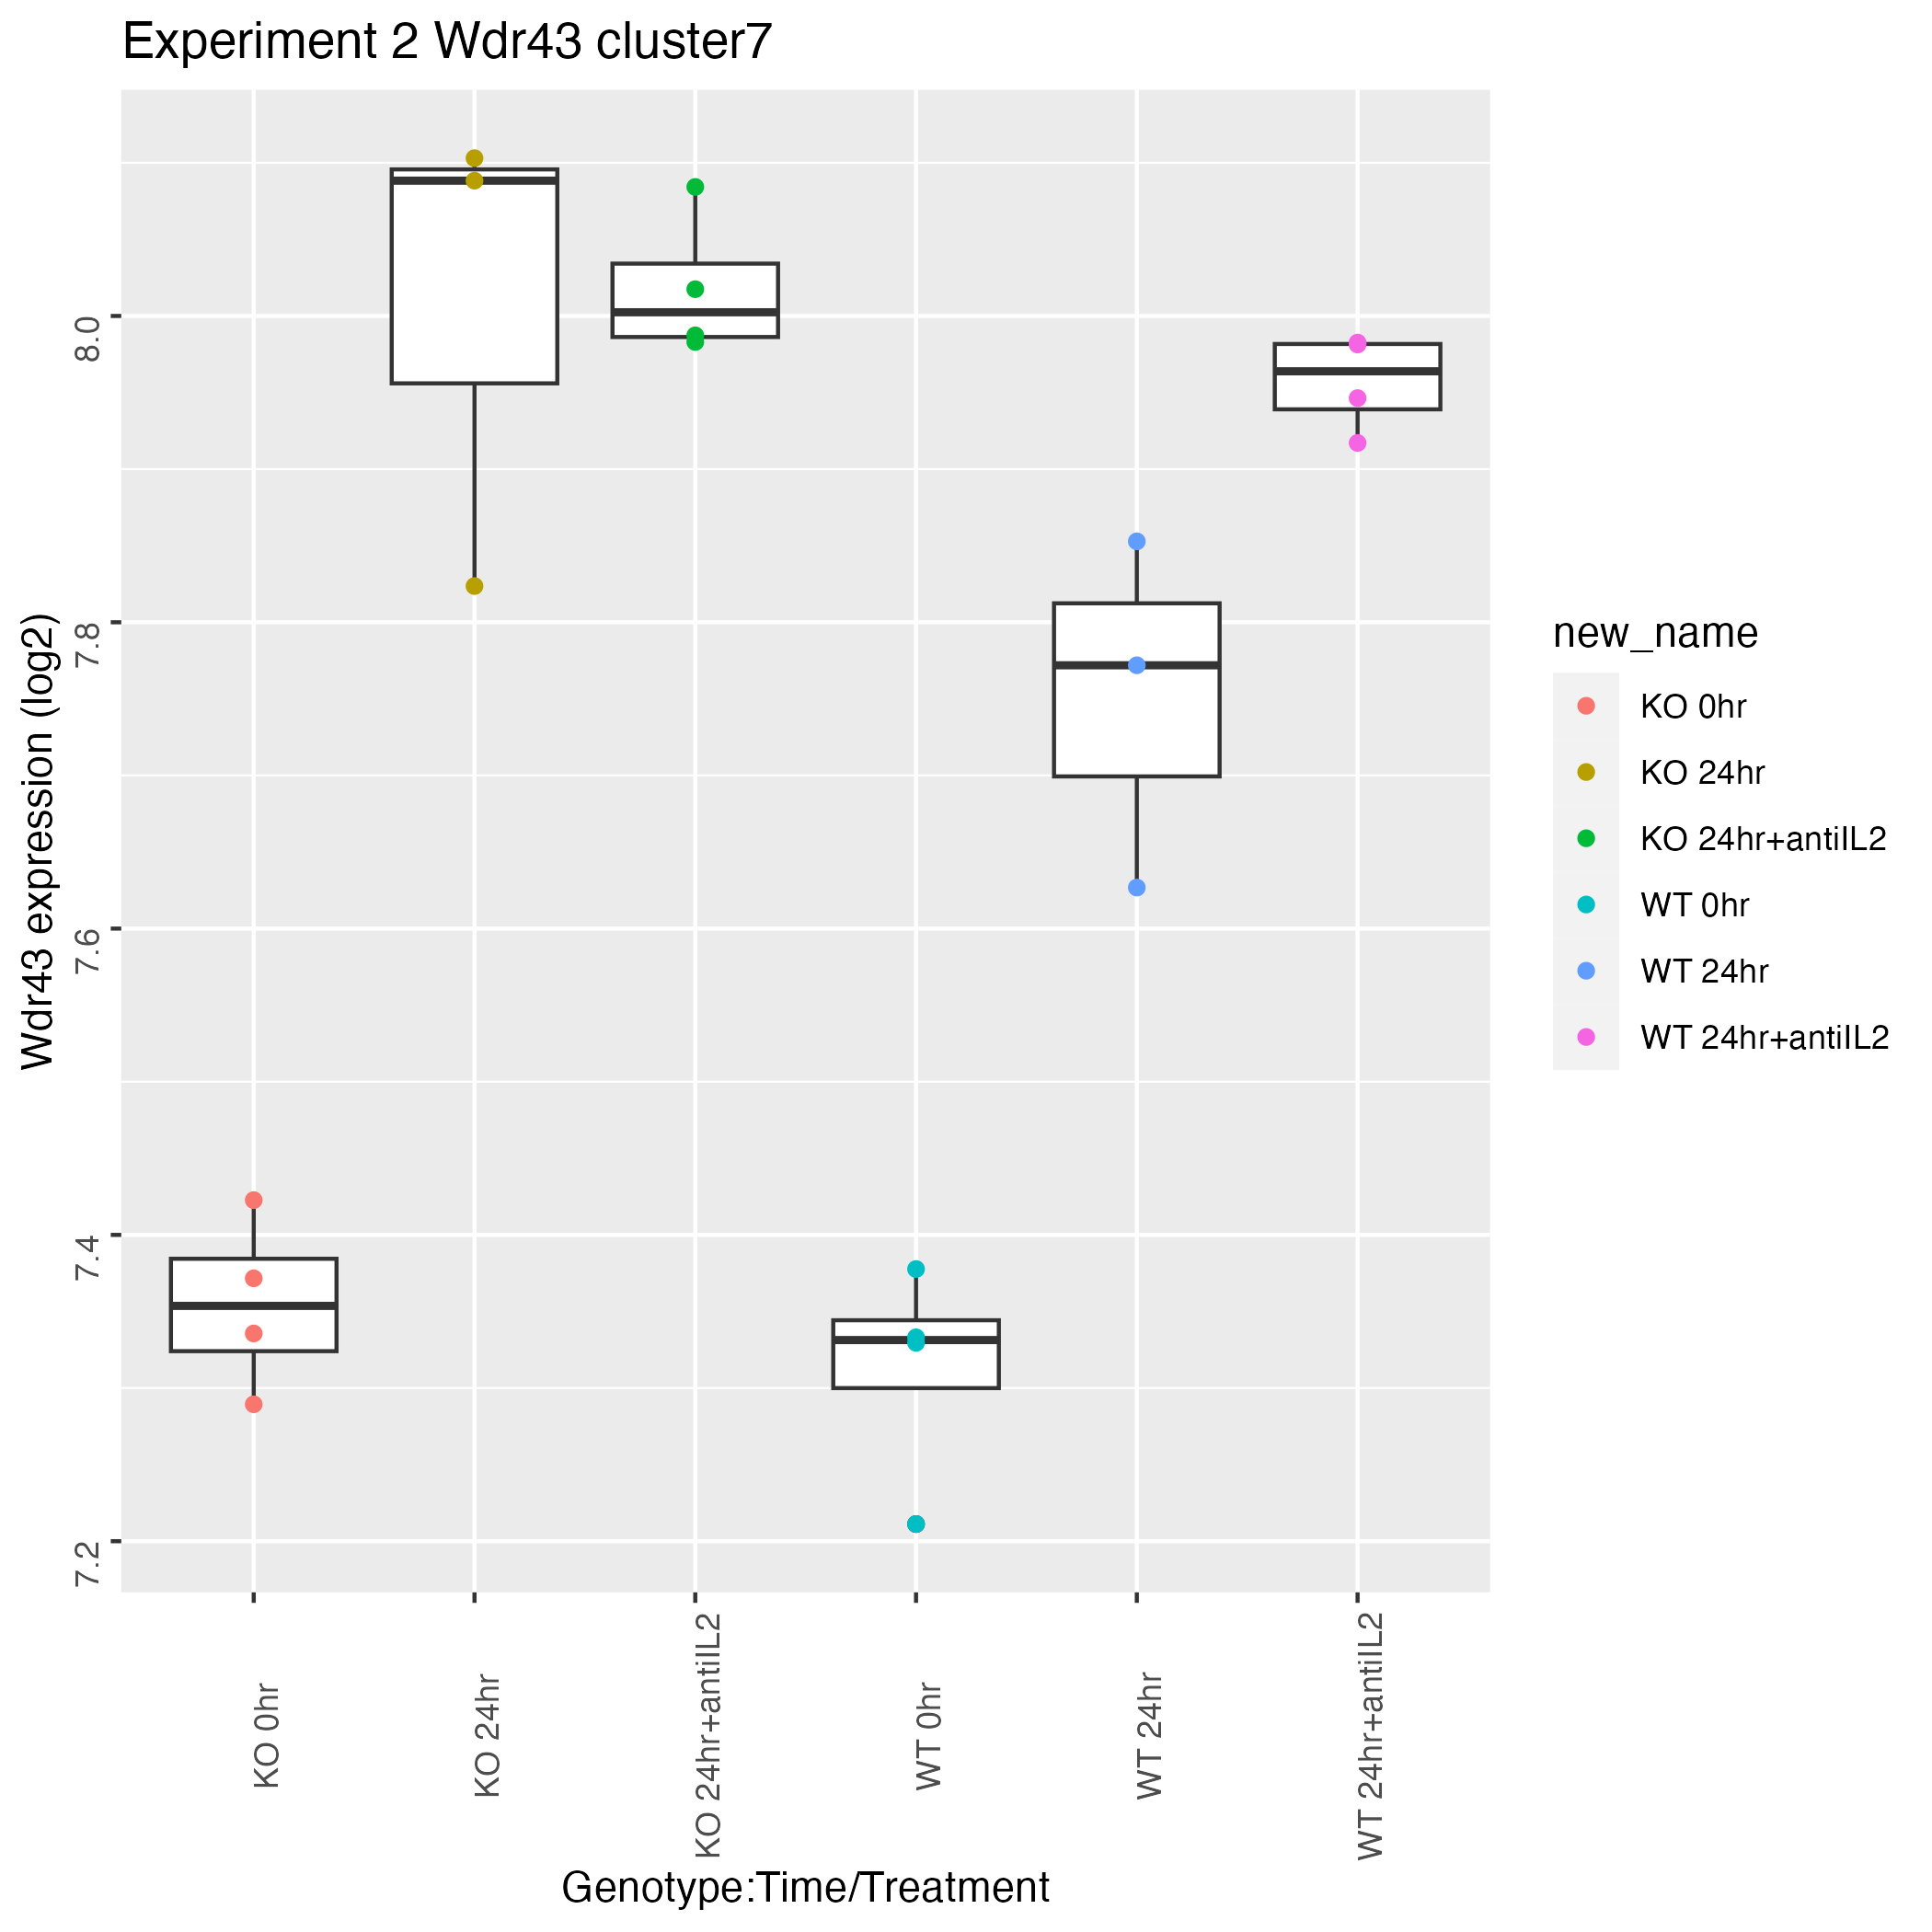 Experiment 2 Wdr43 cluster7
Wdr43 expression (log2)
8.0
7.8
7.6
7.4
7.2
KO 0hr
KO 24hr
KO 24hr+antiIL2
WT 0hr
WT 24hr
WT 24hr+antiIL2
Genotype:Time/Treatment
new_name
KO 0hr
KO 24hr
KO 24hr+antiIL2
WT 0hr
WT 24hr
WT 24hr+antiIL2